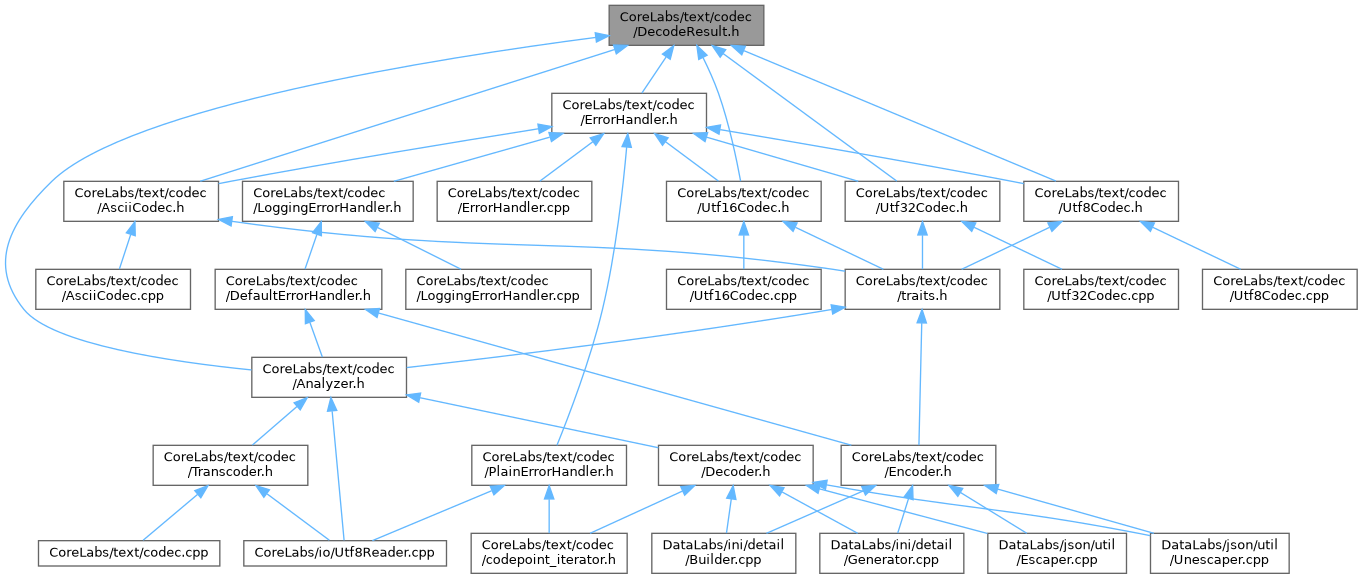 CoreLabs/text/codec
/DecodeResult.h
CoreLabs/text/codec
/ErrorHandler.h
CoreLabs/text/codec
/AsciiCodec.h
CoreLabs/text/codec
/LoggingErrorHandler.h
CoreLabs/text/codec
/ErrorHandler.cpp
CoreLabs/text/codec
/Utf16Codec.h
CoreLabs/text/codec
/Utf32Codec.h
CoreLabs/text/codec
/Utf8Codec.h
CoreLabs/text/codec
/AsciiCodec.cpp
CoreLabs/text/codec
/DefaultErrorHandler.h
CoreLabs/text/codec
/LoggingErrorHandler.cpp
CoreLabs/text/codec
/Utf16Codec.cpp
CoreLabs/text/codec
/traits.h
CoreLabs/text/codec
/Utf32Codec.cpp
CoreLabs/text/codec
/Utf8Codec.cpp
CoreLabs/text/codec
/Analyzer.h
CoreLabs/text/codec
/Transcoder.h
CoreLabs/text/codec
/PlainErrorHandler.h
CoreLabs/text/codec
/Decoder.h
CoreLabs/text/codec
/Encoder.h
CoreLabs/text/codec.cpp
CoreLabs/io/Utf8Reader.cpp
CoreLabs/text/codec
/codepoint_iterator.h
DataLabs/ini/detail
/Builder.cpp
DataLabs/ini/detail
/Generator.cpp
DataLabs/json/util
/Escaper.cpp
DataLabs/json/util
/Unescaper.cpp